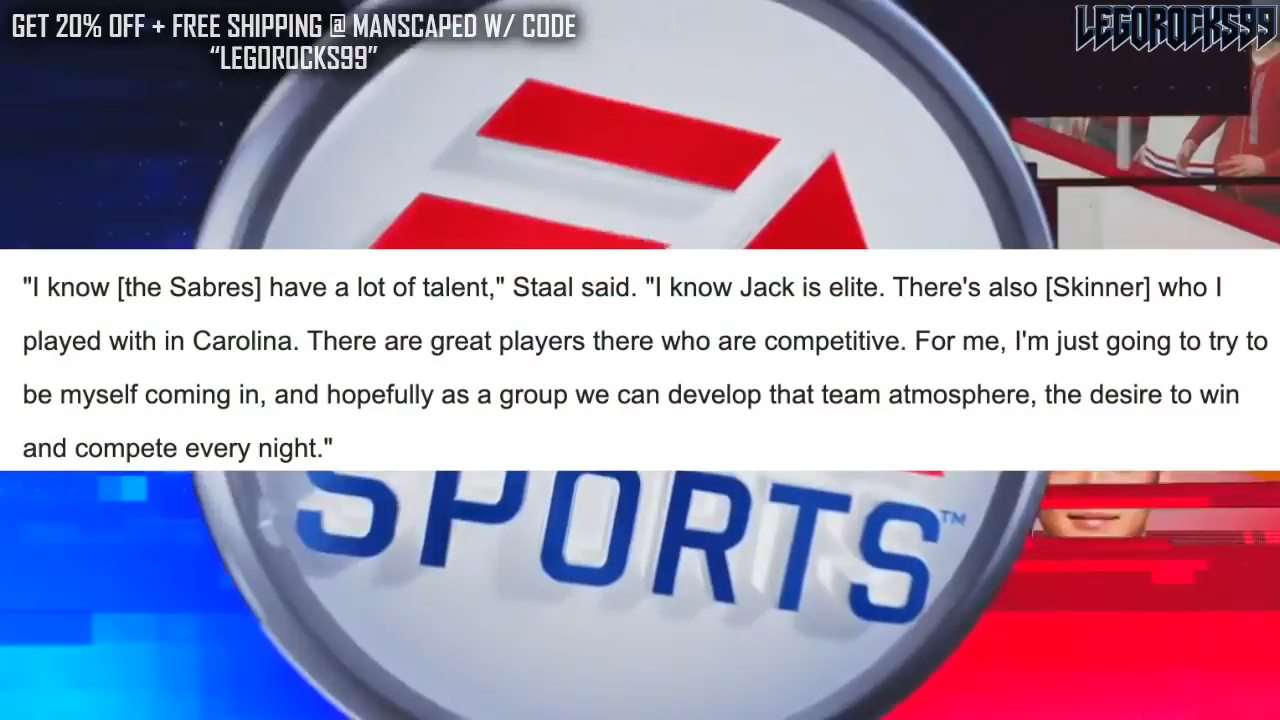 GET 20% OFF + FREE SHIPPING @ MANSCAPED W/ CODE
“LEGOROCKS99”
LEGOROCKS99
"I know [the Sabres] have a lot of talent," Staal said. "I know Jack is elite. There's also [Skinner] who I
played with in Carolina. There are great players there who are competitive. For me, I'm just going to try to
be myself coming in, and hopefully as a group we can develop that team atmosphere, the desire to win
and compete every night."
SPORTS™